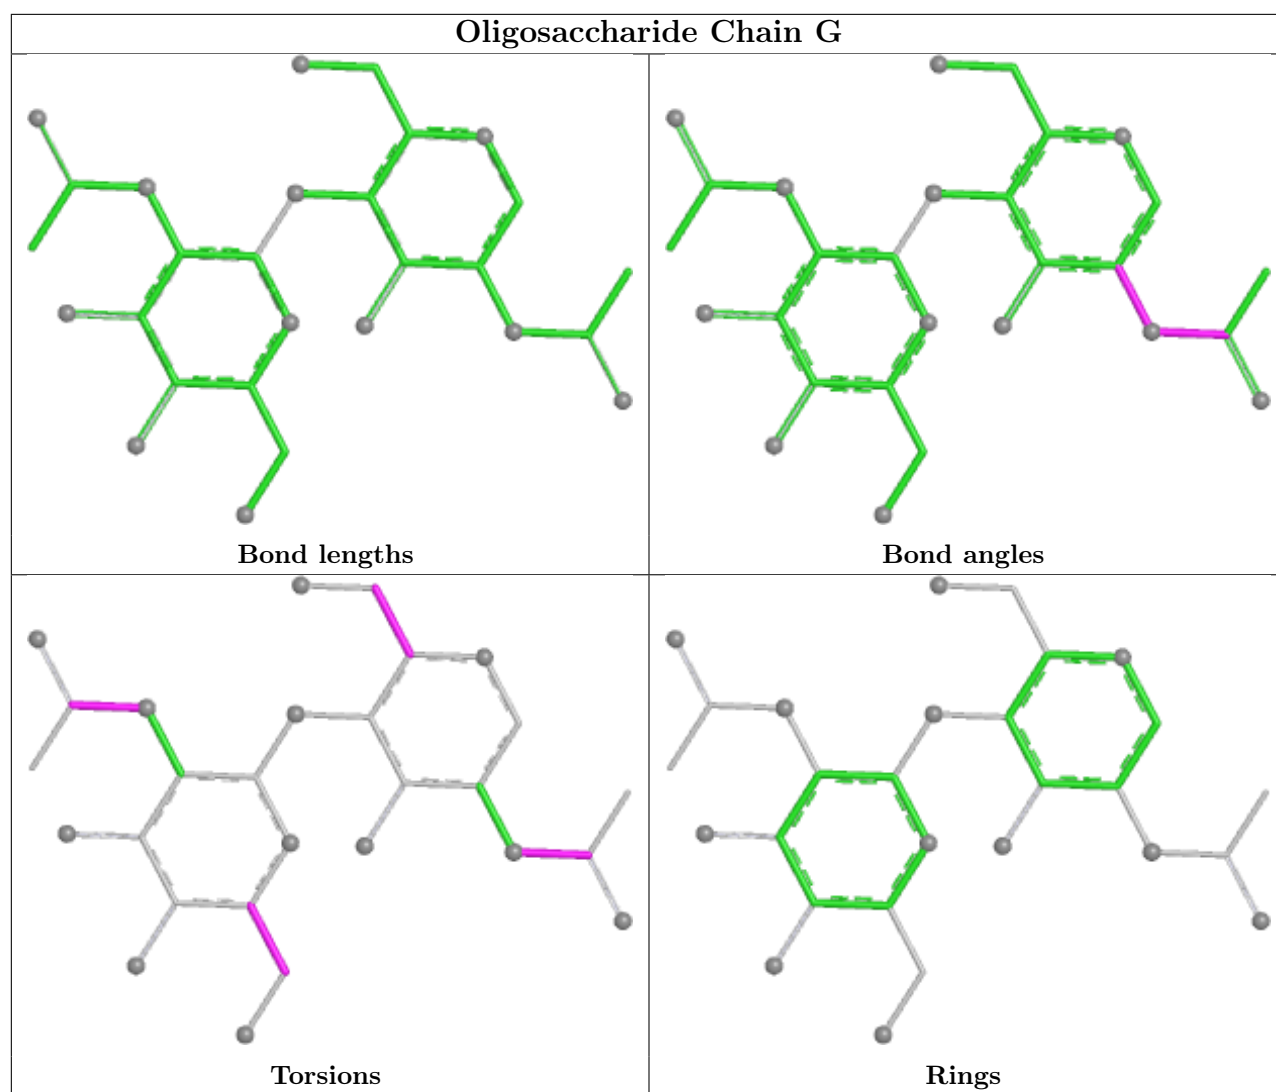 Oligosaccharide Chain G
Bond lengths
Bond angles
Torsions
Rings